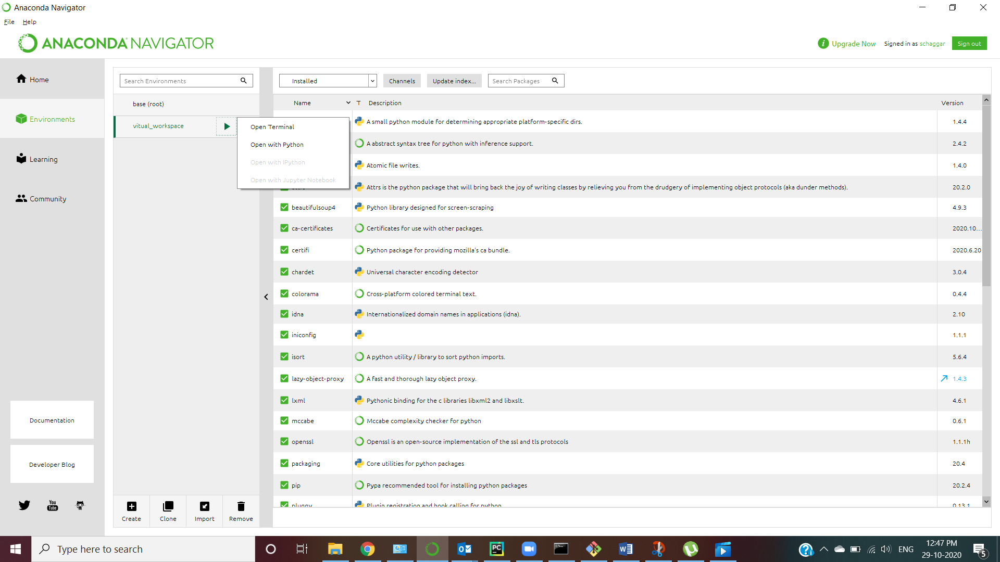 Anaconda Navigator
File Help
ANACONDA NAVIGATOR
i Upgrade Now Signed in as schaggar Sign out
Home
Environments
Learning
Community
Documentation
Developer Blog
You
Tube
Search Environments
base (root)
vitual_workspace
Open Terminal
Open with Python
Open with IPython
Open with Jupyter Notebook
Create Clone Import Remove
Installed Channels Update index... Search Packages
Name T Description Version
A small python module for determining appropriate platform-specific dirs. 1.4.4
A abstract syntax tree for python with inference support. 2.4.2
Atomic file writes. 1.4.0
Attrs is the python package that will bring back the joy of writing classes by relieving you from the drudgery of implementing object protocols (aka dunder methods). 20.2.0
beautifulsoup4 Python library designed for screen-scraping 4.9.3
ca-certificates Certificates for use with other packages. 2020.10...
certifi Python package for providing mozilla's ca bundle. 2020.6.20
chardet Universal character encoding detector 3.0.4
colorama Cross-platform colored terminal text. 0.4.4
idna Internationalized domain names in applications (idna). 2.10
iniconfig 1.1.1
isort A python utility / library to sort python imports. 5.6.4
lazy-object-proxy A fast and thorough lazy object proxy. 1.4.3
lxml Pythonic binding for the c libraries libxml2 and libxslt. 4.6.1
mccabe Mccabe complexity checker for python 0.6.1
openssl Openssl is an open-source implementation of the ssl and tls protocols 1.1.1h
packaging Core utilities for python packages 20.4
pip Pypa recommended tool for installing python packages 20.2.4
pluggy Plugin registration and hook calling for python 0.13.1
Type here to search
PC
ENG
12:47 PM
29-10-2020
5